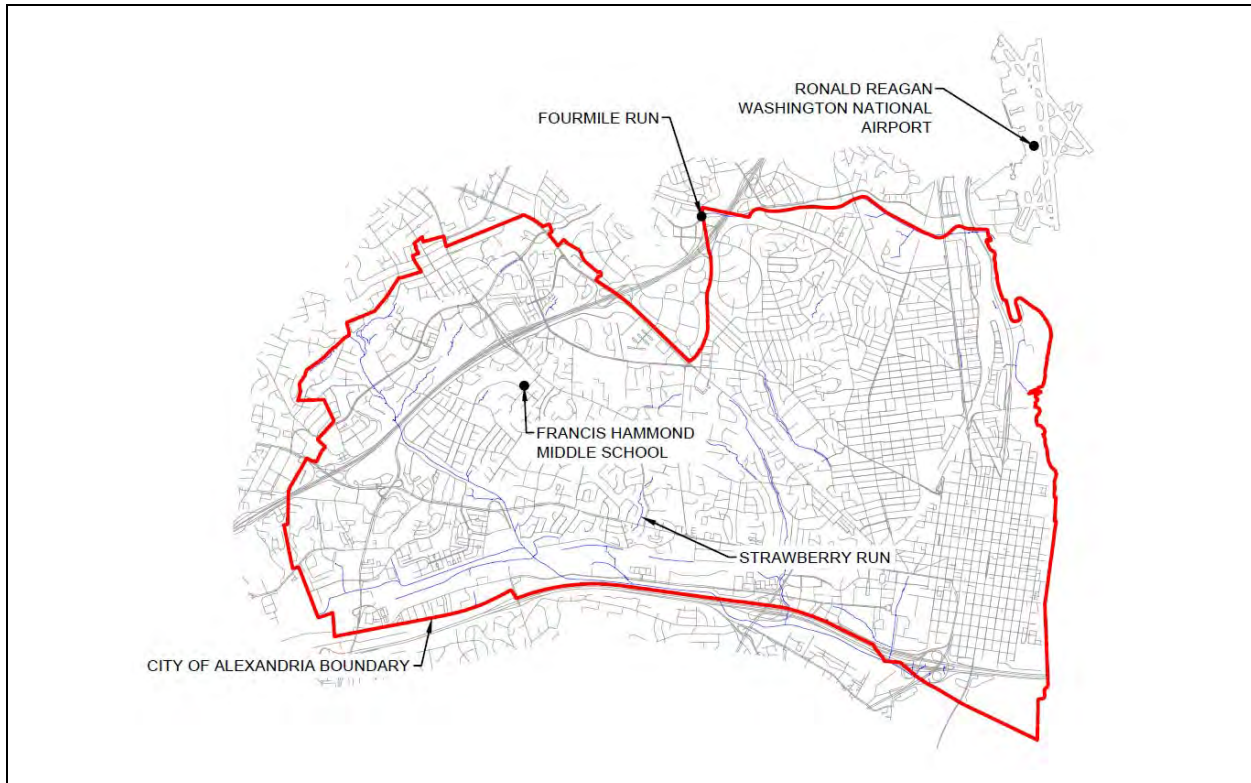 RONALD REAGAN
WASHINGTON NATIONAL
AIRPORT
FOURMILE RUN
FRANCIS HAMMOND
MIDDLE SCHOOL
STRAWBERRY RUN
CITY OF ALEXANDRIA BOUNDARY